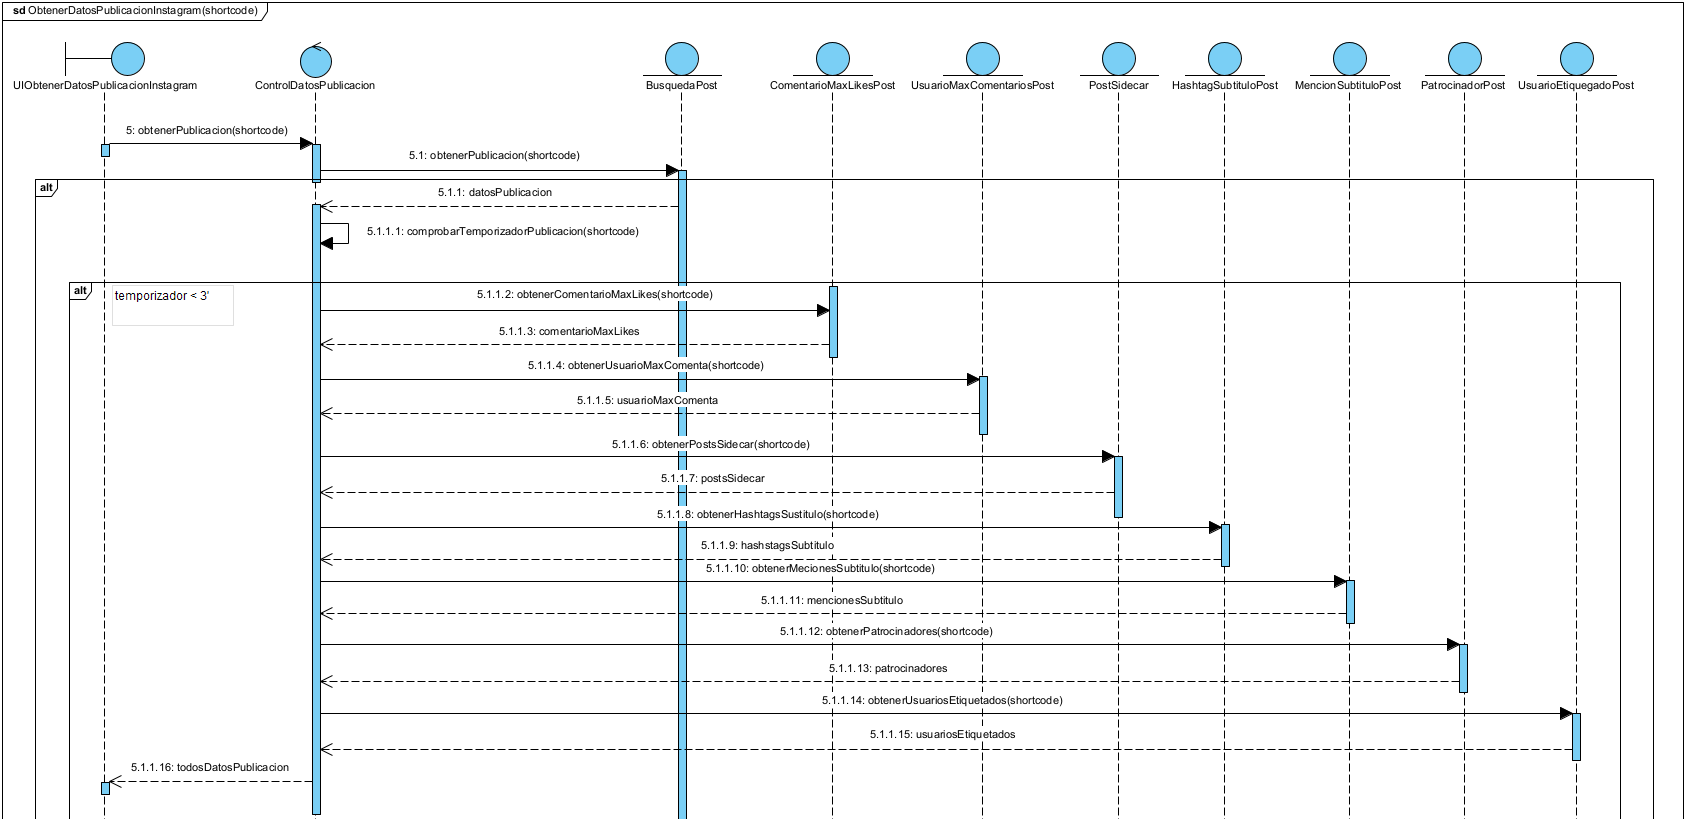 sd ObtenerDatosPublicacionInstagram(shortcode)
UIObtenerDatosPublicacionInstagram
ControlDatosPublicacion
BusquedaPost
ComentarioMaxLikesPost
UsuarioMaxComentariosPost
PostSidecar
HashtagSubtituloPost
MencionSubtituloPost
PatrocinadorPost
UsuarioEtiquegadoPost
5: obtenerPublicacion(shortcode)
5.1: obtenerPublicacion(shortcode)
alt
5.1.1: datosPublicacion
5.1.1.1: comprobarTemporizadorPublicacion(shortcode)
alt
temporizador < 3'
5.1.1.2: obtenerComentarioMaxLikes(shortcode)
5.1.1.3: comentarioMaxLikes
5.1.1.4: obtenerUsuarioMaxComenta(shortcode)
5.1.1.5: usuarioMaxComenta
5.1.1.6: obtenerPostsSidecar(shortcode)
5.1.1.7: postsSidecar
5.1.1.8: obtenerHashtagsSustitulo(shortcode)
5.1.1.9: hashstagsSubtitulo
5.1.1.10: obtenerMecionesSubtitulo(shortcode)
5.1.1.11: mencionesSubtitulo
5.1.1.12: obtenerPatrocinadores(shortcode)
5.1.1.13: patrocinadores
5.1.1.14: obtenerUsuariosEtiquetados(shortcode)
5.1.1.15: usuariosEtiquetados
5.1.1.16: todosDatosPublicacion